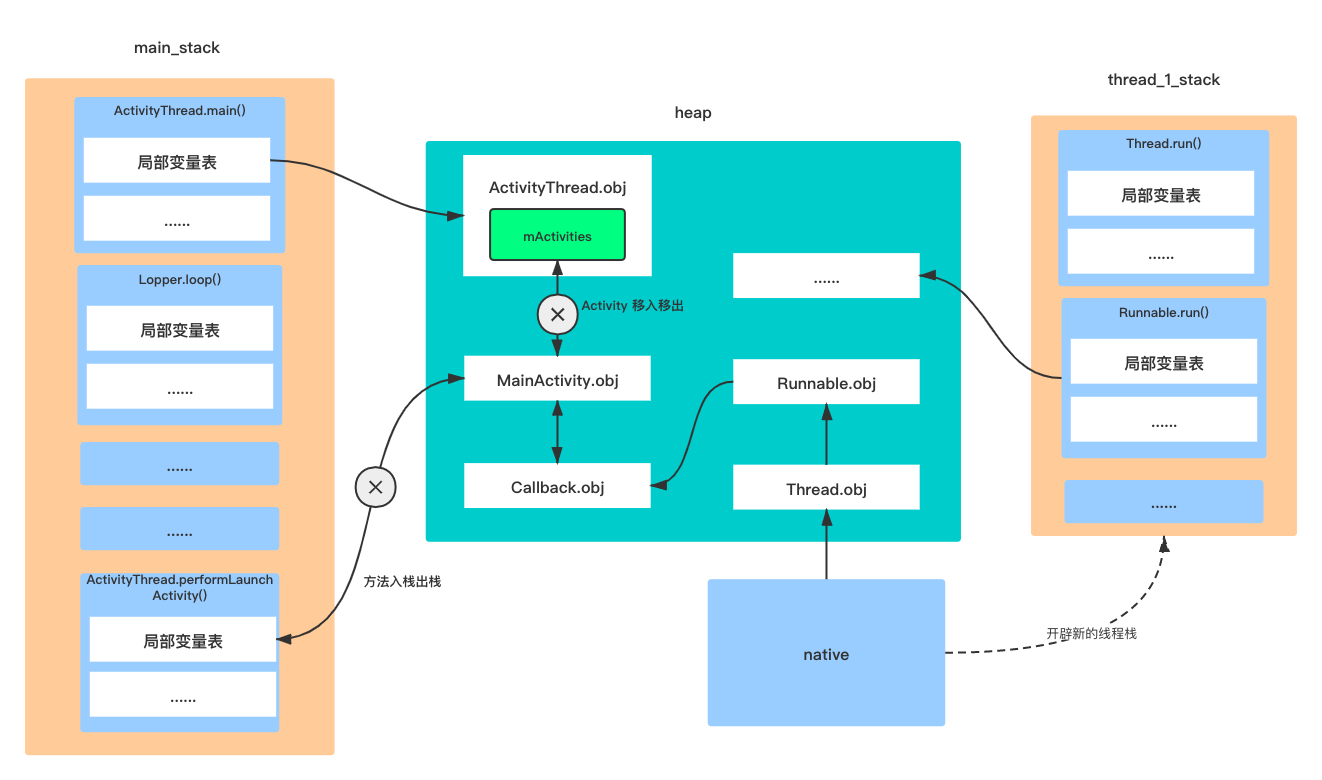 main_stack
ActivityThread.main()
局部变量表
......
Lopper.loop()
局部变量表
......
......
......
ActivityThread.performLaunch
Activity()
局部变量表
......
方法入栈出栈
heap
ActivityThread.obj
mActivities
Activity 移入移出
MainActivity.obj
Callback.obj
......
Runnable.obj
Thread.obj
native
开辟新的线程栈
thread_1_stack
Thread.run()
局部变量表
......
Runnable.run()
局部变量表
......
......